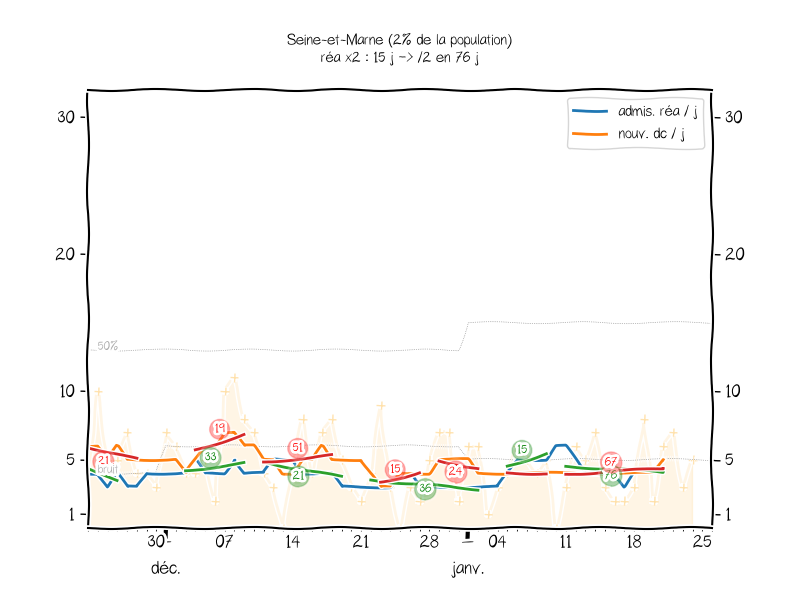 Seine-et-Marne (2% de la population)
réa x2 : 15 j -> /2 en 76 j
admis. réa / j
nouv. dc / j
30 30
20 20
50%
10 10
19
51
15
33
67
21
15
24
5 5
bruit
21
76
36
1 1
30 07 14 21 28 04 11 18 25
déc. janv.